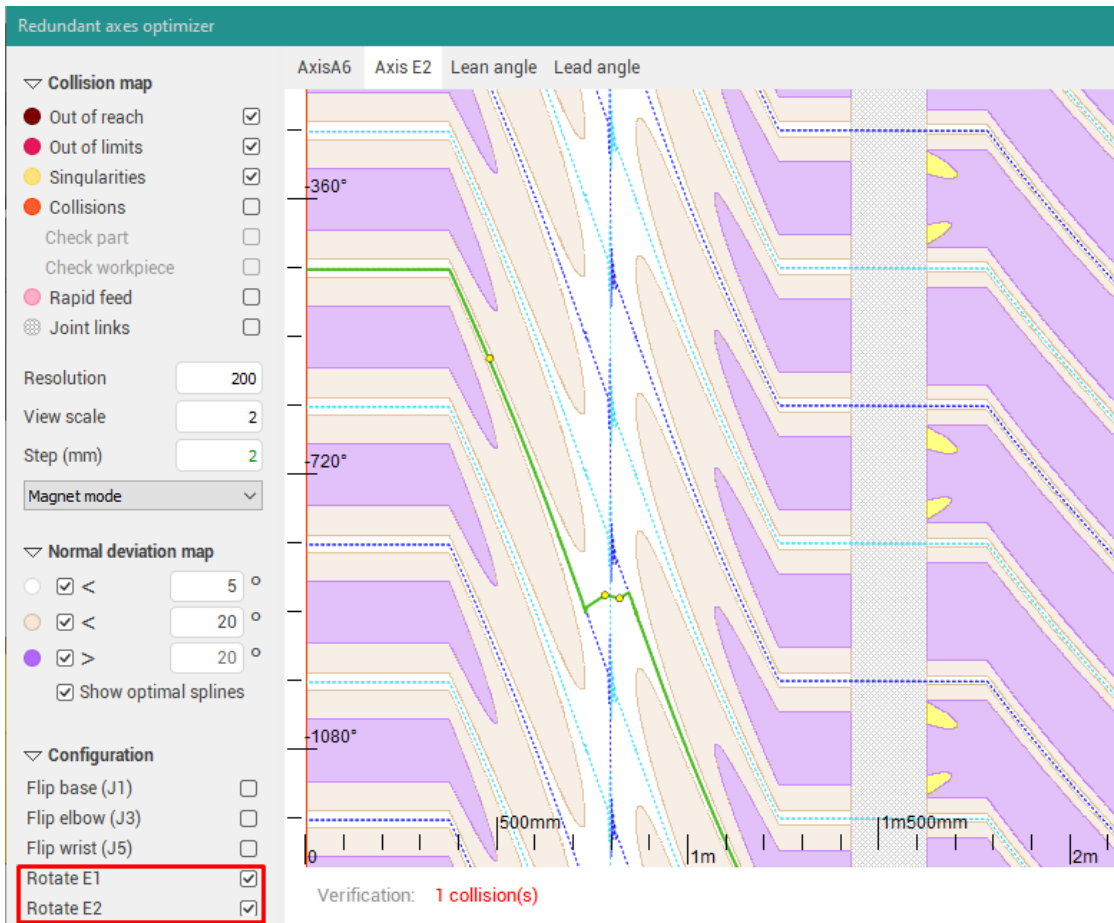 Redundant axes optimizer
AxisA6 Axis E2 Lean angle Lead angle
Collision map
Out of reach
Out of limits
Singularities
Collisions
Check part
Check workpiece
Rapid feed
Joint links
Resolution 200
View scale 2
Step (mm) 2
Magnet mode
Normal deviation map
< 5 °
< 20 °
> 20 °
Show optimal splines
Configuration
Flip base (J1)
Flip elbow (J3)
Flip wrist (J5)
Rotate E1
Rotate E2
-360°
-720°
-1080°
500mm 1m500mm
0 1m 2m
Verification: 1 collision(s)